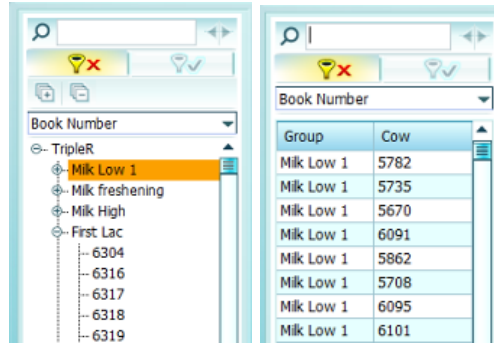 Book Number
TripleR
Milk Low 1
Milk freshening
Milk High
First Lac
6304
6316
6317
6318
6319
Book Number
Group Cow
Milk Low 1 5782
Milk Low 1 5735
Milk Low 1 5670
Milk Low 1 6091
Milk Low 1 5862
Milk Low 1 5708
Milk Low 1 6095
Milk Low 1 6101